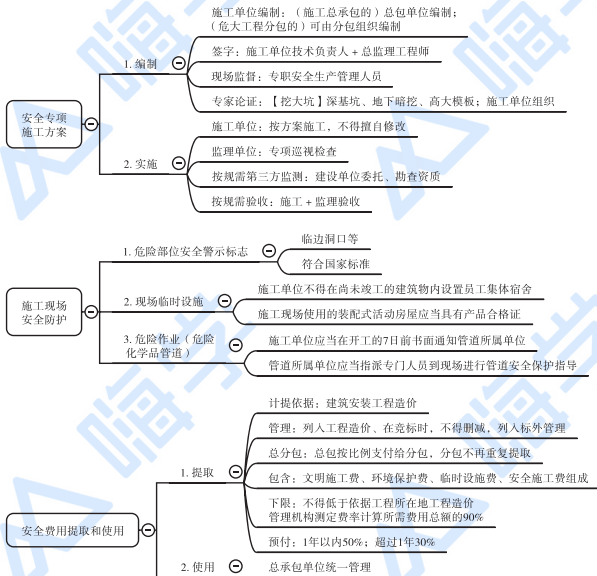 安全专项
施工方案
1. 编制
施工单位编制：（施工总承包的）总包单位编制；
（危大工程分包的）可由分包组织编制
签字：施工单位技术负责人 + 总监理工程师
现场监督：专职安全生产管理人员
专家论证：【挖大坑】深基坑、地下暗挖、高大模板；施工单位组织
2. 实施
施工单位：按方案施工，不得擅自修改
监理单位：专项巡视检查
按规需第三方监测：建设单位委托、勘查资质
按规需验收：施工 + 监理验收
施工现场
安全防护
1. 危险部位安全警示标志
临边洞口等
符合国家标准
2. 现场临时设施
施工单位不得在尚未竣工的建筑物内设置员工集体宿舍
施工现场使用的装配式活动房屋应当具有产品合格证
3. 危险作业（危险
化学品管道）
施工单位应当在开工的7日前书面通知管道所属单位
管道所属单位应当指派专门人员到现场进行管道安全保护指导
安全费用提取和使用
1. 提取
计提依据：建筑安装工程造价
管理：列入工程造价、在竞标时，不得删减，列入标外管理
总分包：总包按比例支付给分包，分包不再重复提取
包含：文明施工费、环境保护费、临时设施费、安全施工费组成
下限：不得低于依据工程所在地工程造价
管理机构测定费率计算所需费用总额的90%
预付：1年以内50%；超过1年30%
2. 使用
总承包单位统一管理
嗨学
嗨学
嗨学